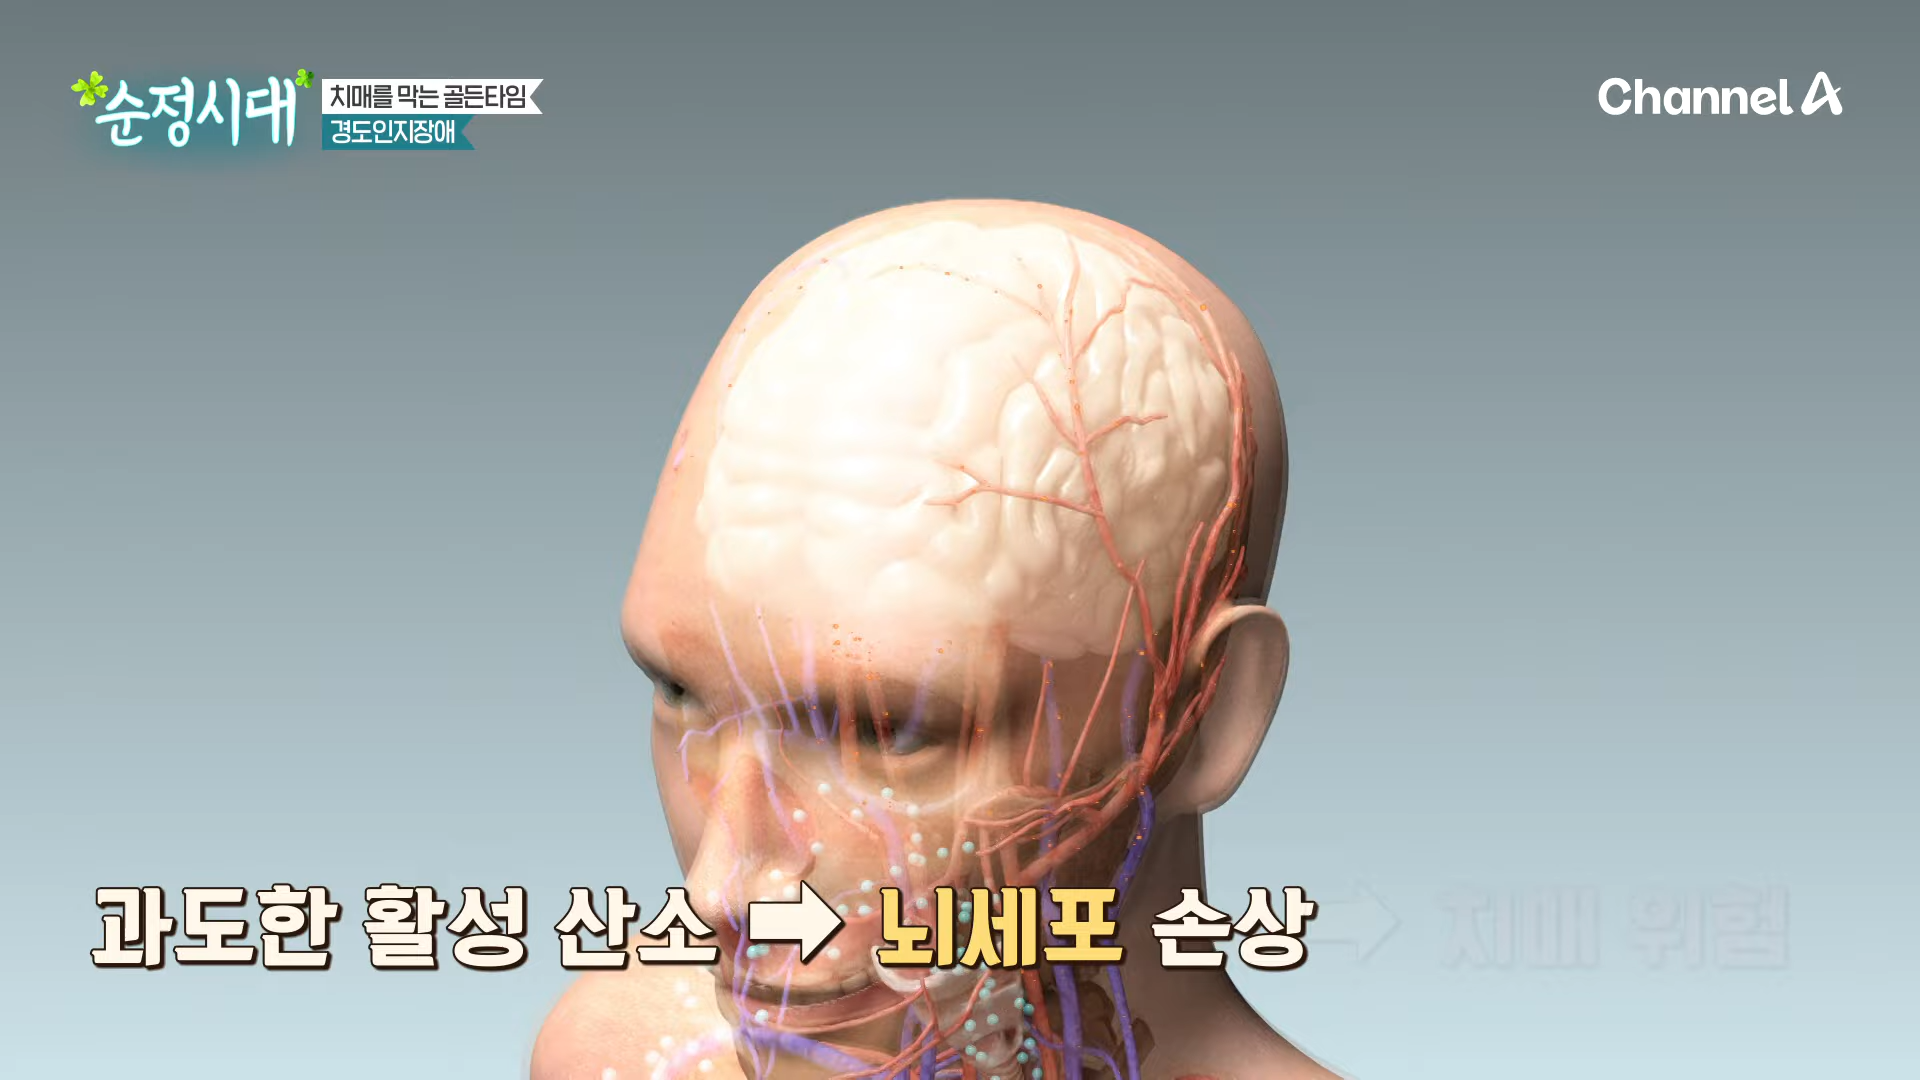 순정시대
치매를 막는 골든타임
경도인지장애
Channel A
과도한 활성 산소 ➡ 뇌세포 손상 → 치매 위험